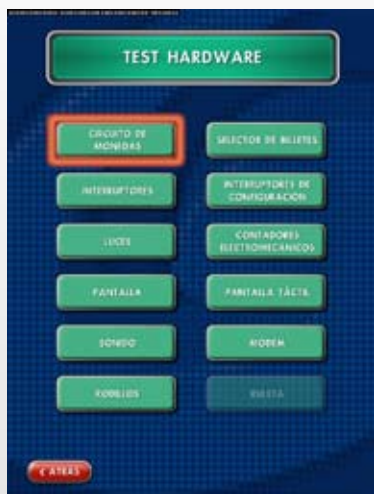 TEST HARDWARE
CIRCUITO DE
MONEDAS
SELECTOR DE BILLETES
INTERRUPTORES
INTERRUPTORES DE
CONFIGURACIÓN
LUCES
CONTADORES
ELECTROMECÁNICOS
PANTALLA
PANTALLA TÁCTIL
SONIDO
MODEM
RODILLOS
RULETA
ATRÁS